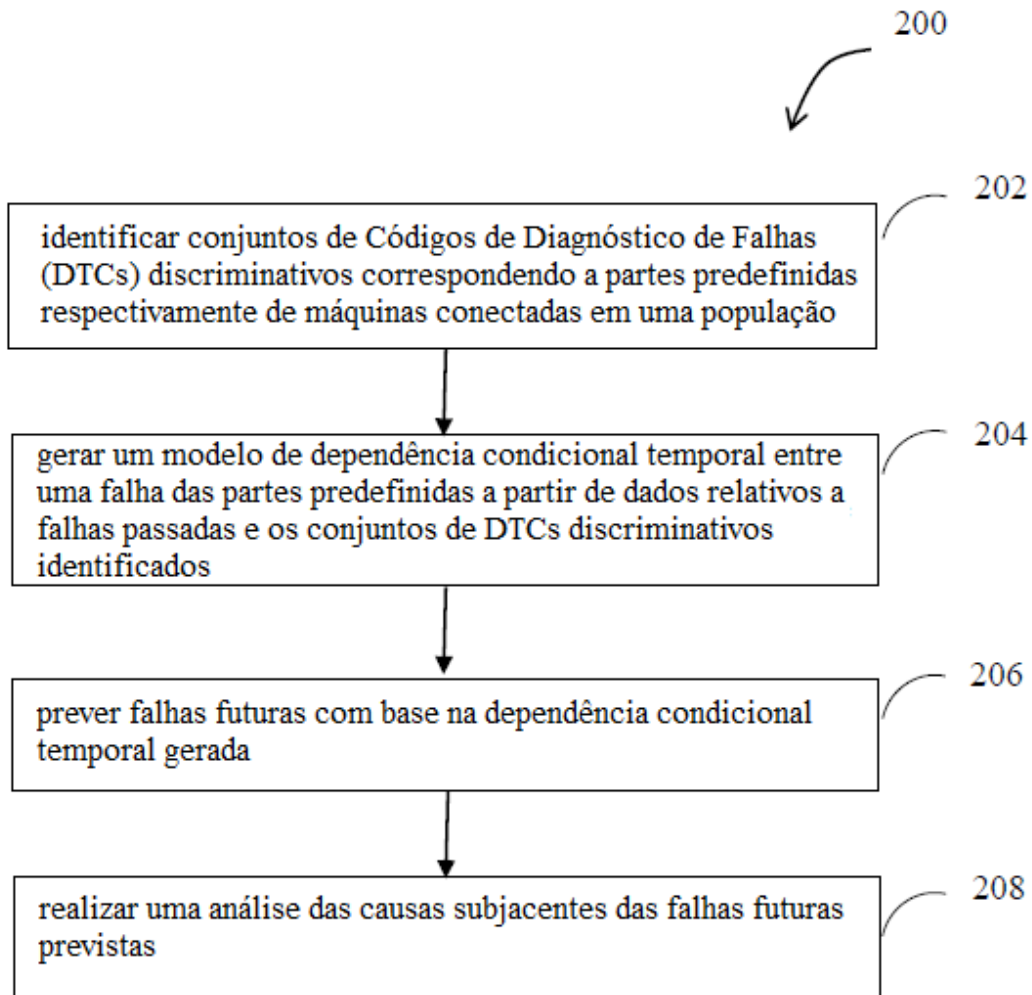 200
202
identificar conjuntos de Códigos de Diagnóstico de Falhas
(DTCs) discriminativos correspondendo a partes predefinidas
respectivamente de máquinas conectadas em uma população
204
gerar um modelo de dependência condicional temporal entre
uma falha das partes predefinidas a partir de dados relativos a
falhas passadas e os conjuntos de DTCs discriminativos
identificados
206
prever falhas futuras com base na dependência condicional
temporal gerada
208
realizar uma análise das causas subjacentes das falhas futuras
previstas